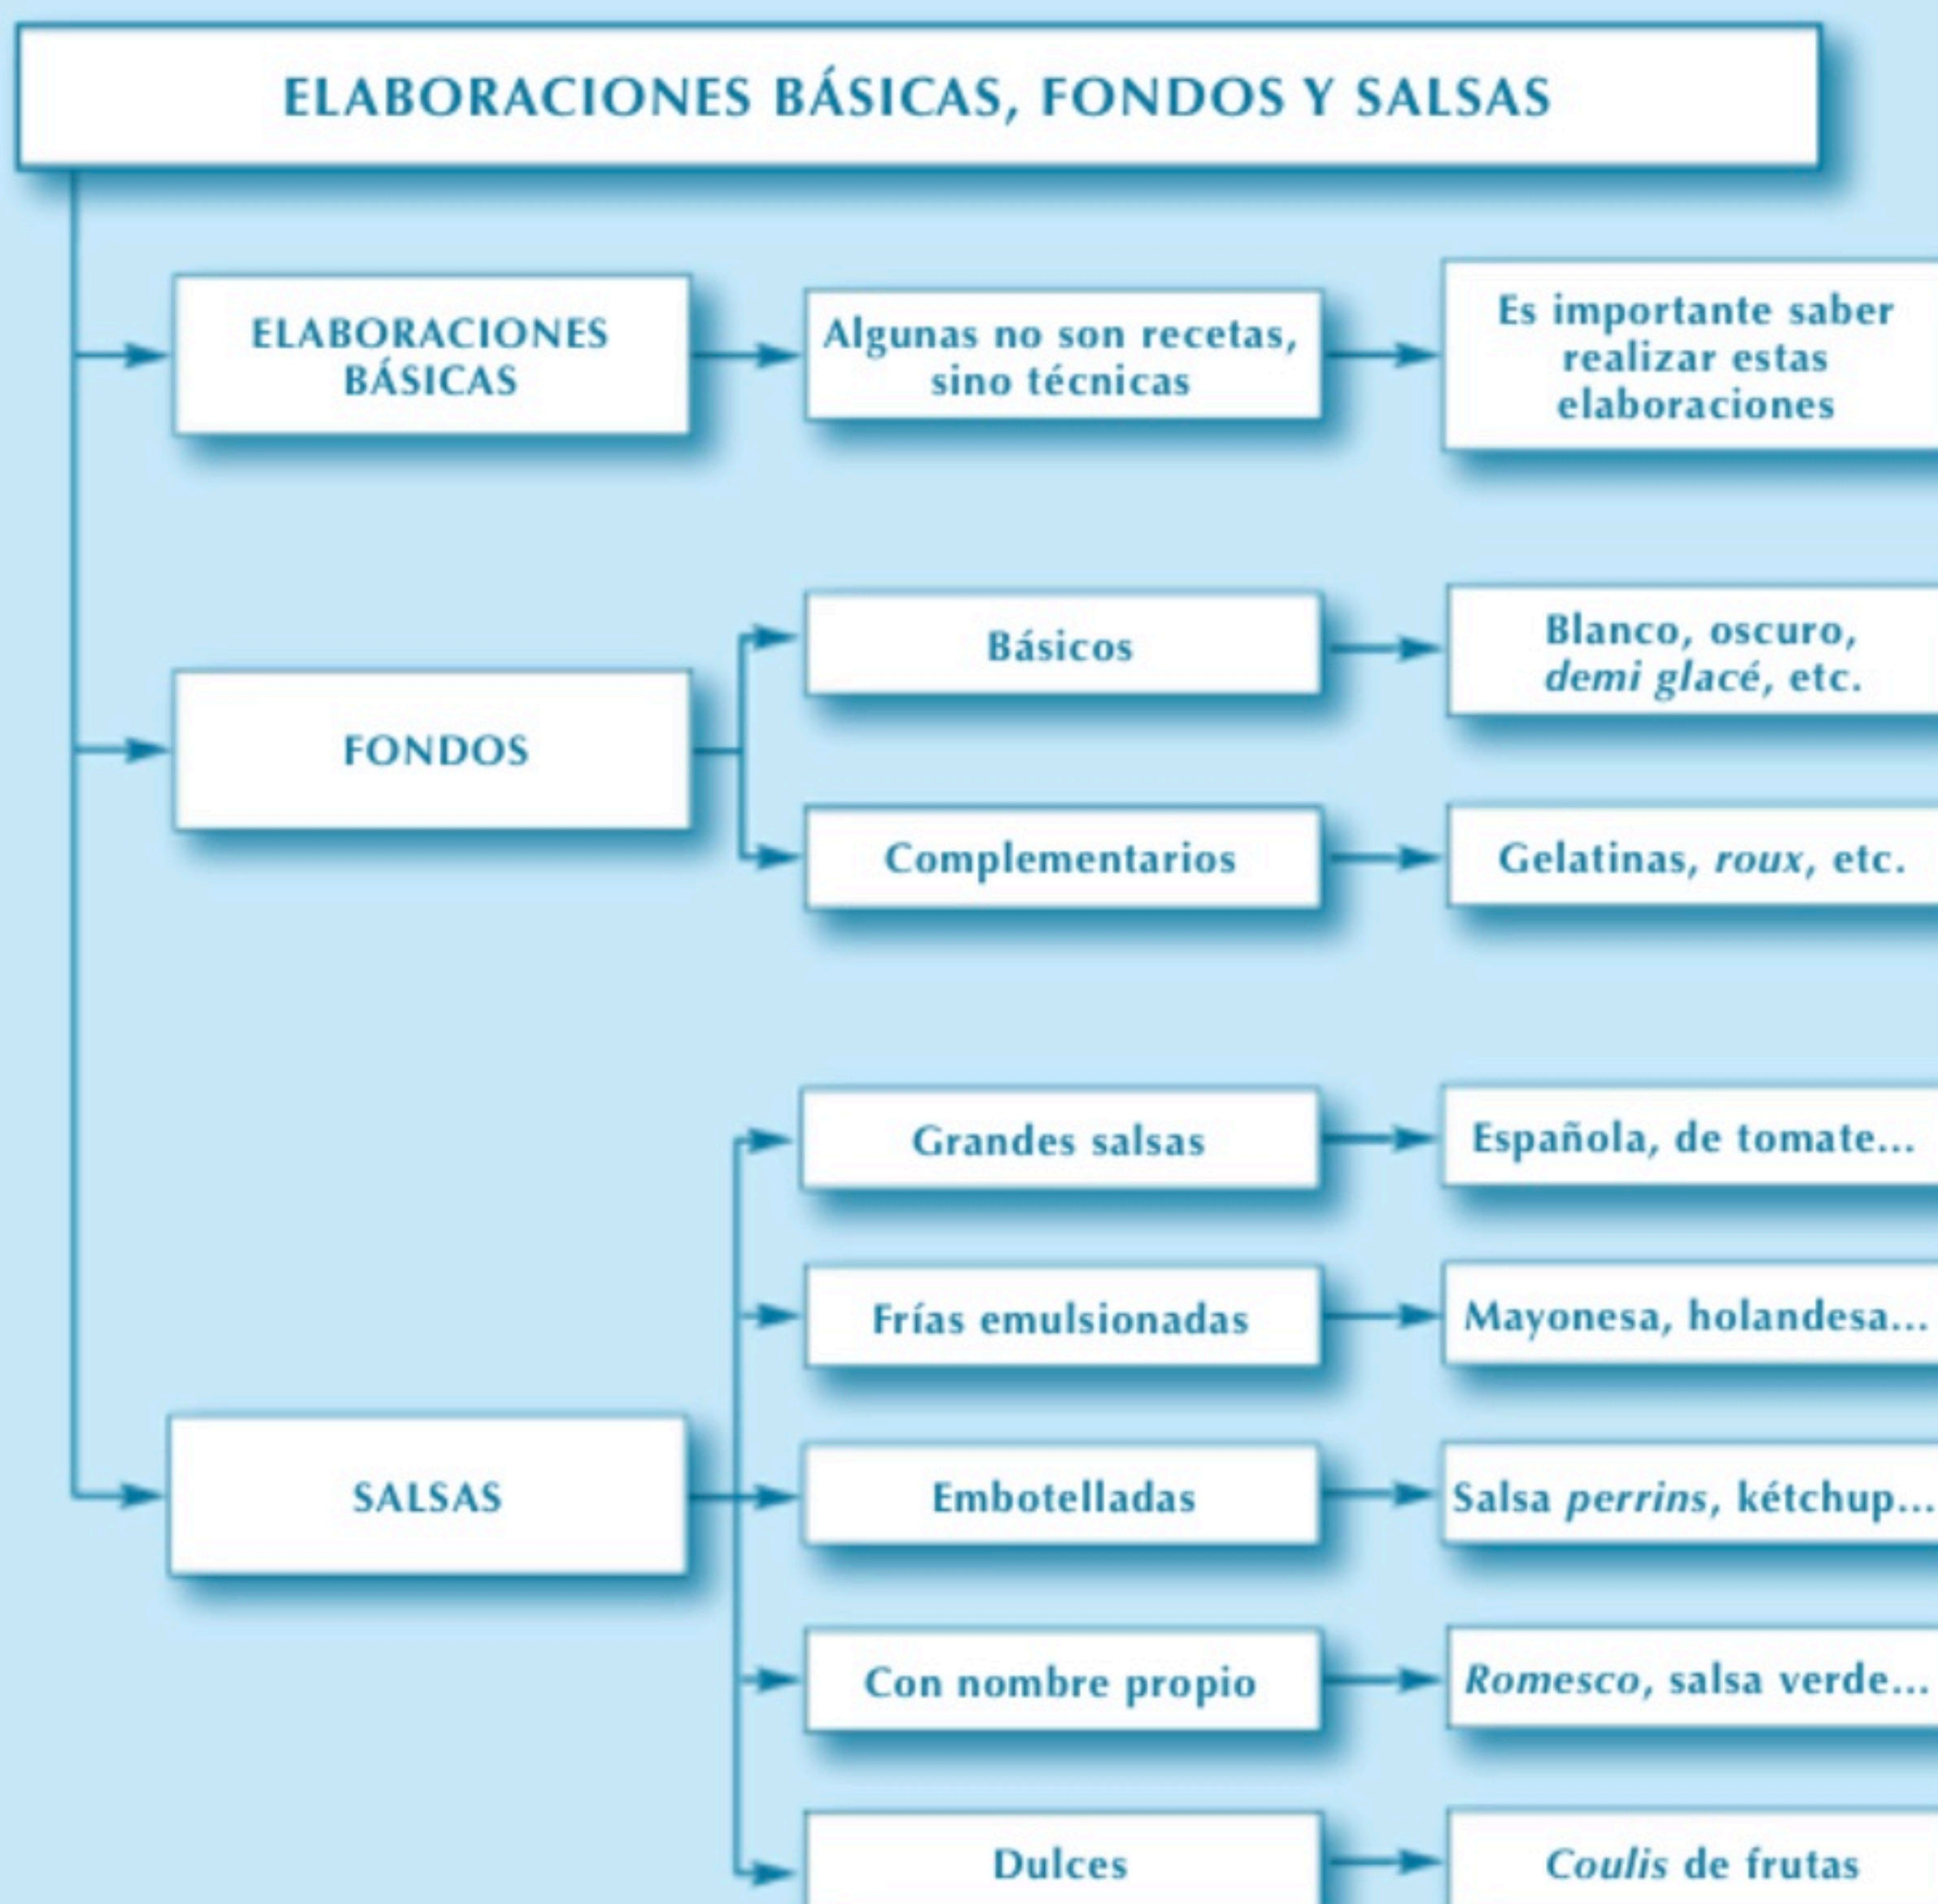 ELABORACIONES BÁSICAS, FONDOS Y SALSAS
ELABORACIONES
BÁSICAS
Algunas no son recetas,
sino técnicas
Es importante saber
realizar estas
elaboraciones
FONDOS
Básicos
Blanco, oscuro,
demi glacé, etc.
Complementarios
Gelatinas, roux, etc.
SALSAS
Grandes salsas
Española, de tomate...
Frías emulsionadas
Mayonesa, holandesa...
Embotelladas
Salsa perrins, kétchup...
Con nombre propio
Romesco, salsa verde...
Dulces
Coulis de frutas